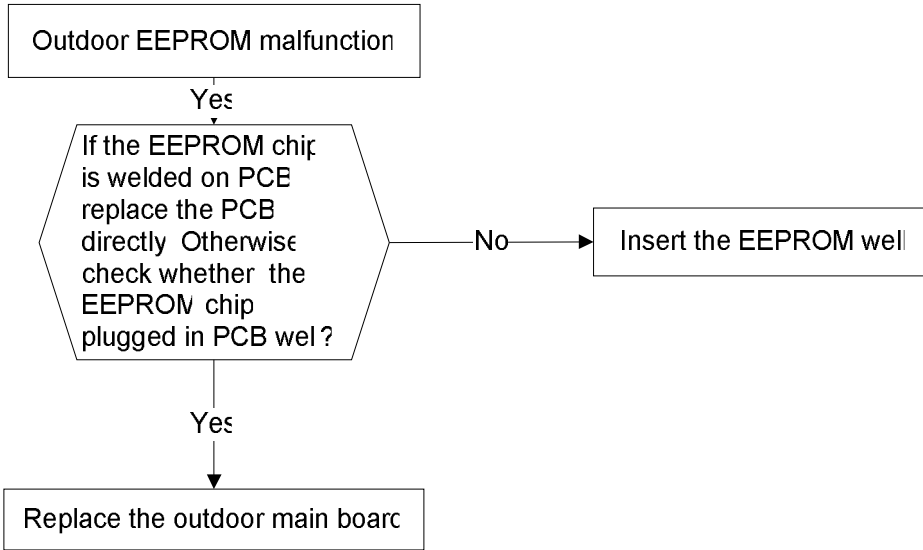 Outdoor EEPROM malfunction
Yes
If the EEPROM chip
is welded on PCB
replace the PCB
directly Otherwise
check whether the
EEPROM chip
plugged in PCB wel ?
No
Insert the EEPROM well
Yes
Replace the outdoor main board